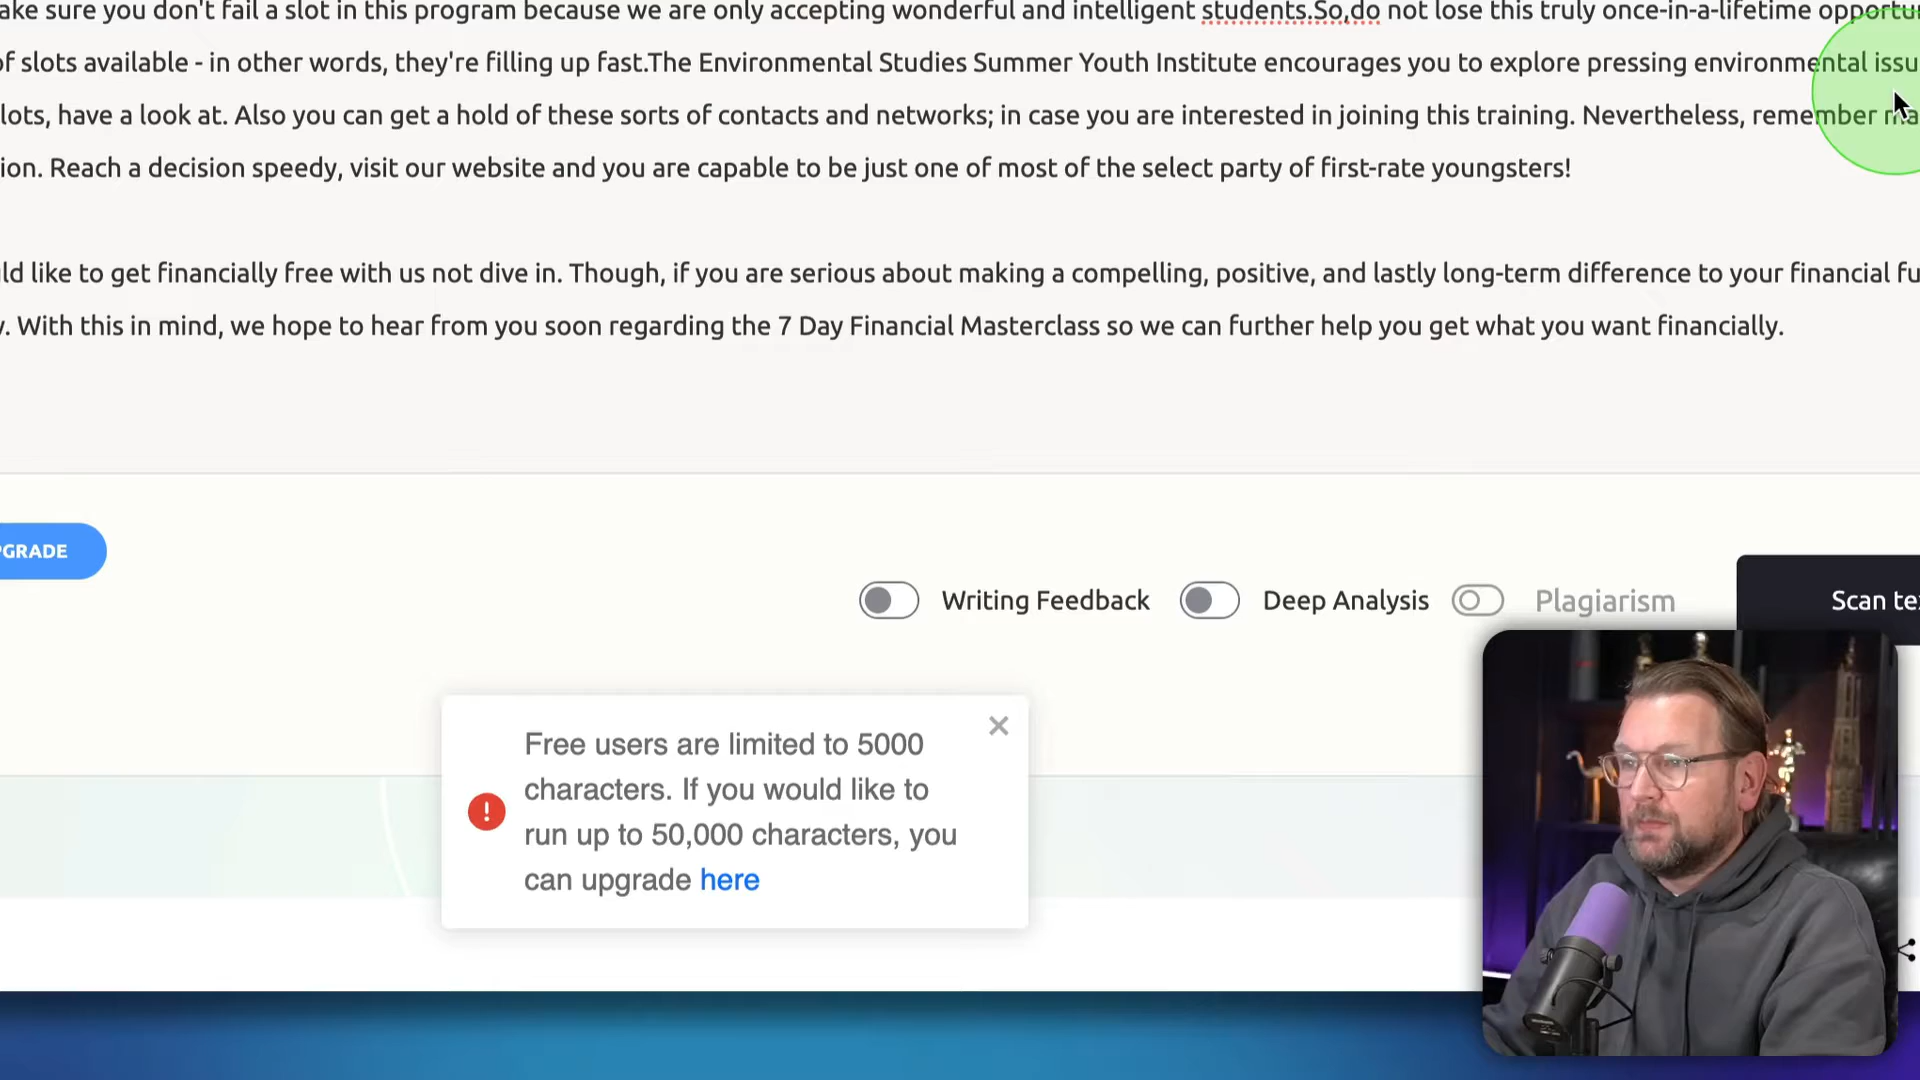 ake sure you don't fail a slot in this program because we are only accepting wonderful and intelligent students.So,do not lose this truly once-in-a-lifetime opportun
of slots available - in other words, they're filling up fast.The Environmental Studies Summer Youth Institute encourages you to explore pressing environmental issu
lots, have a look at. Also you can get a hold of these sorts of contacts and networks; in case you are interested in joining this training. Nevertheless, remember ma
ion. Reach a decision speedy, visit our website and you are capable to be just one of most of the select party of first-rate youngsters!
ld like to get financially free with us not dive in. Though, if you are serious about making a compelling, positive, and lastly long-term difference to your financial fu
. With this in mind, we hope to hear from you soon regarding the 7 Day Financial Masterclass so we can further help you get what you want financially.
PGRADE
Writing Feedback Deep Analysis Plagiarism Scan te
Free users are limited to 5000
characters. If you would like to
run up to 50,000 characters, you
can upgrade here